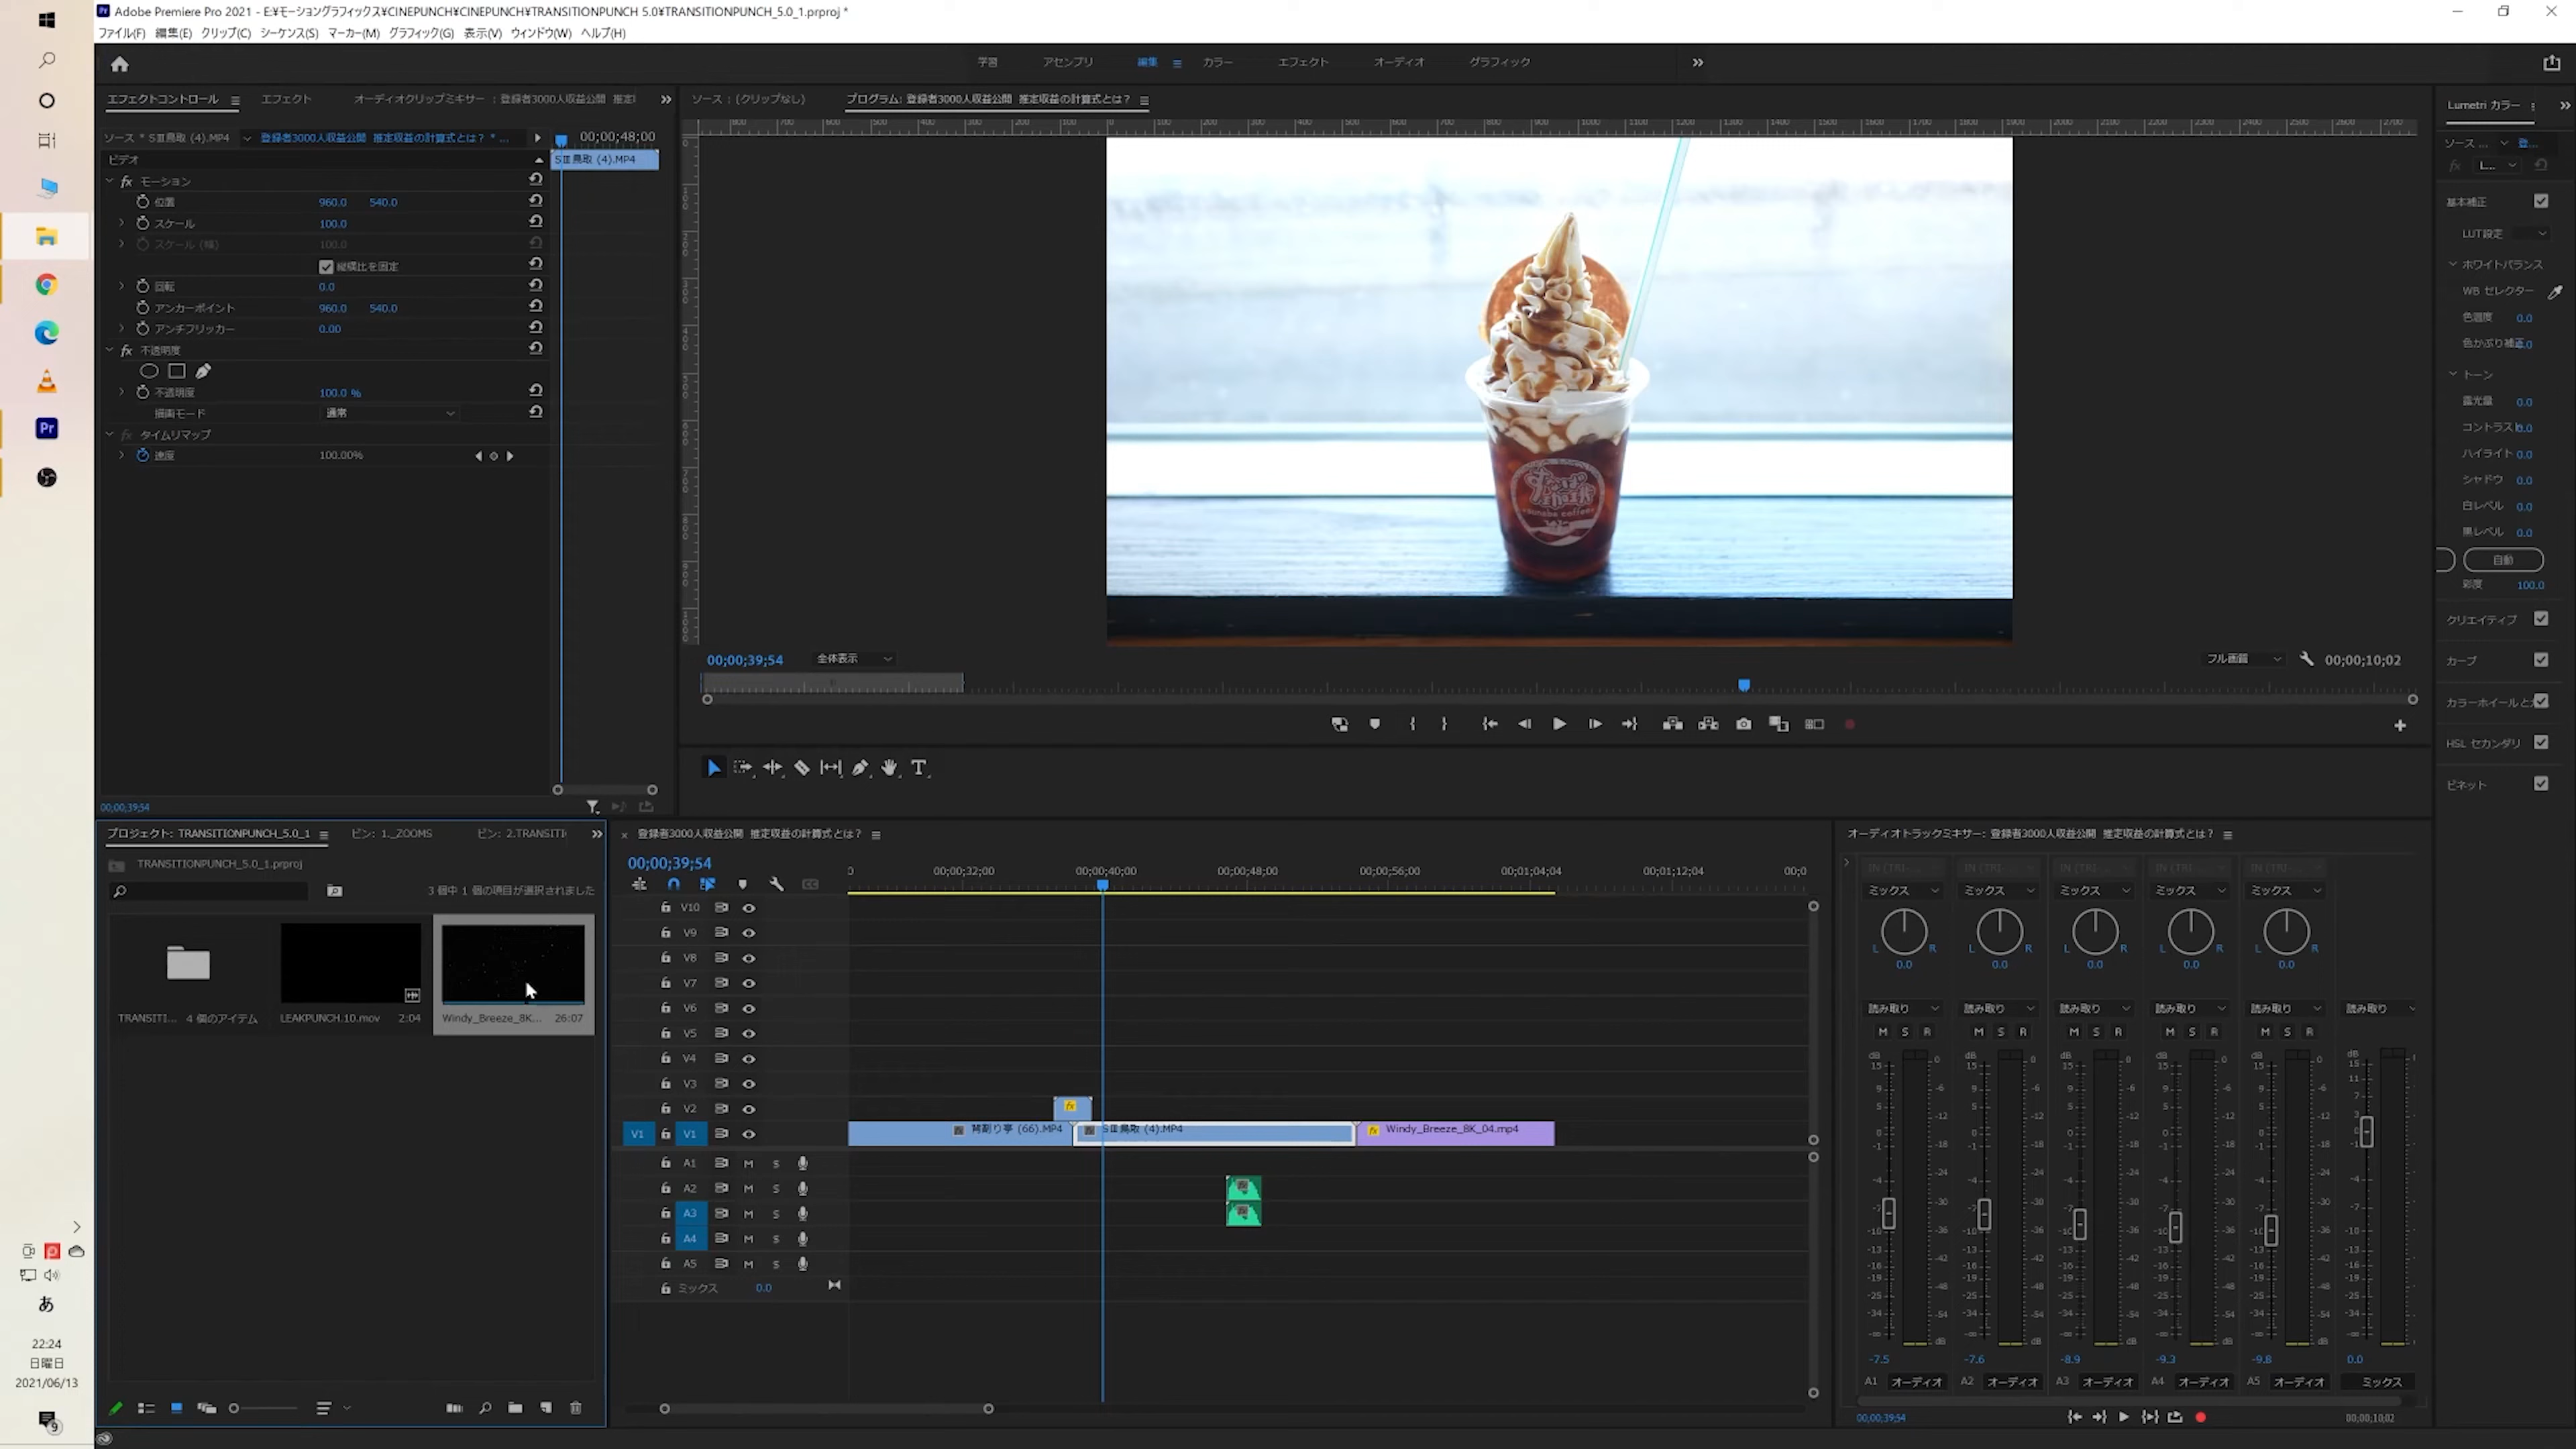 Adobe Premiere Pro 2021 - E:¥モーショングラフィックス¥CINEPUNCH¥CINEPUNCH¥TRANSITIONPUNCH 5.0¥TRANSITIONPUNCH_5.0_1.prproj *
ファイル(F) 編集(E) クリップ(C) シーケンス(S) マーカー(M) グラフィック(G) 表示(V) ウィンドウ(W) ヘルプ(H)
学習 アセンブリ 編集 カラー エフェクト オーディオ グラフィック
エフェクトコントロール エフェクト オーディオクリップミキサー : 登録者3000人収益公開 推定
ソース : (クリップなし) プログラム: 登録者3000人収益公開 推定収益の計算式とは?
Lumetri カラー
ソース * SⅢ鳥取 (4).MP4 登録者3000人収益公開 推定収益の計算式とは? * ... 00;00;48;00
ビデオ SⅢ鳥取 (4).MP4
fx モーション
位置 960.0 540.0
スケール 100.0
スケール (幅) 100.0
縦横比を固定
回転 0.0
アンカーポイント 960.0 540.0
アンチフリッカー 0.00
fx 不透明度
不透明度 100.0 %
描画モード 通常
fx タイムリマップ
速度 100.00%
00;00;39;54
すなば珈琲
sunaba coffee
00;00;39;54 全体表示 フル画質 00;00;10;02
ソース ... 登...
fx L...
基本補正
LUT設定
ホワイトバランス
WB セレクター
色温度 0.0
色かぶり補正 0.0
トーン
露光量 0.0
コントラスト 0.0
ハイライト 0.0
シャドウ 0.0
白レベル 0.0
黒レベル 0.0
自動
彩度 100.0
クリエイティブ
カーブ
カラーホイールと
HSL セカンダリ
ビネット
プロジェクト: TRANSITIONPUNCH_5.0_1 ビン: 1._ZOOMS ビン: 2.TRANSITI
TRANSITIONPUNCH_5.0_1.prproj
3 個中 1 個の項目が選択されました
TRANSITI... 4 個のアイテム LEAKPUNCH.10.mov 2:04 Windy_Breeze_8K... 26:07
登録者3000人収益公開 推定収益の計算式とは?
00;00;39;54
00;00;32;00 00;00;40;00 00;00;48;00 00;00;56;00 00;01;04;04 00;01;12;04 00;0
V10
V9
V8
V7
V6
V5
V4
V3
V2 fx
V1 V1 (66).MP4 SⅢ鳥取 (4).MP4 fx Windy_Breeze_8K_04.mp4
A1 M S
A2 M S
A3 M S
A4 M S
A5 M S
ミックス 0.0
オーディオトラックミキサー: 登録者3000人収益公開 推定収益の計算式とは?
ミックス ミックス ミックス ミックス ミックス
L R L R L R L R L R
0.0 0.0 0.0 0.0 0.0
読み取り 読み取り 読み取り 読み取り 読み取り 読み取り
M S R M S R M S R M S R M S R
-7.5 -7.6 -8.9 -9.3 -9.8 0.0
A1 オーディオ A2 オーディオ A3 オーディオ A4 オーディオ A5 オーディオ ミックス
00;00;39;54 00;00;10;02
Pr
あ
22:24
日曜日
2021/06/13
9